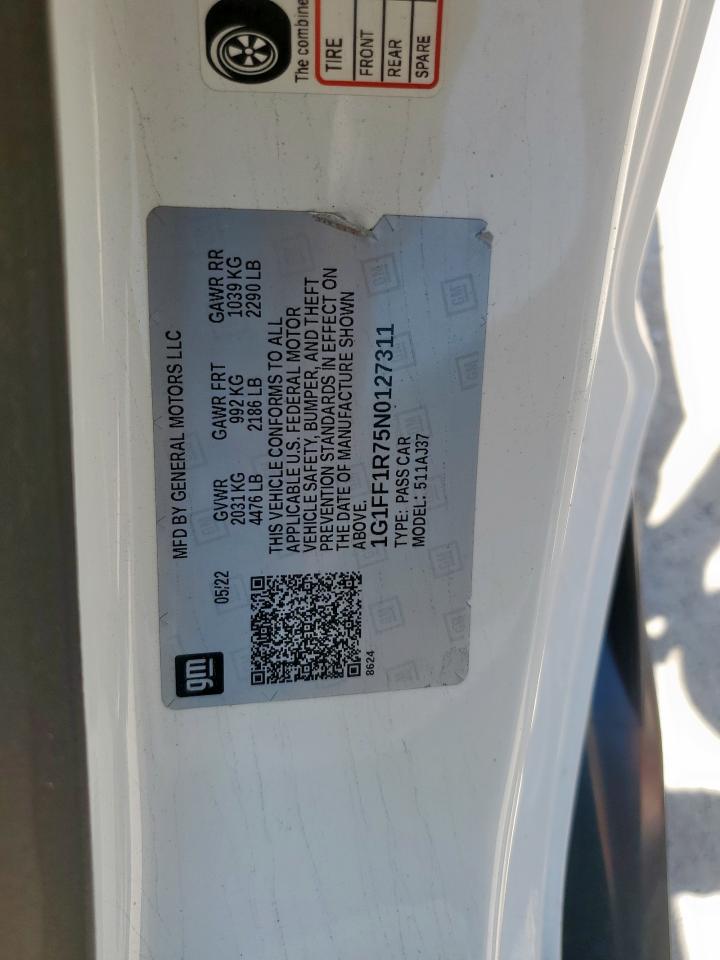 gm
MFD BY GENERAL MOTORS LLC
05/22
GVWR GAWR FRT GAWR RR
2031 KG 992 KG 1039 KG
4476 LB 2186 LB 2290 LB
THIS VEHICLE CONFORMS TO ALL
APPLICABLE U.S. FEDERAL MOTOR
VEHICLE SAFETY, BUMPER, AND THEFT
PREVENTION STANDARDS IN EFFECT ON
THE DATE OF MANUFACTURE SHOWN
ABOVE.
1G1FF1R75N0127311
TYPE: PASS CAR
MODEL: 511AJ37
8624
The combine
TIRE
FRONT
REAR
SPARE